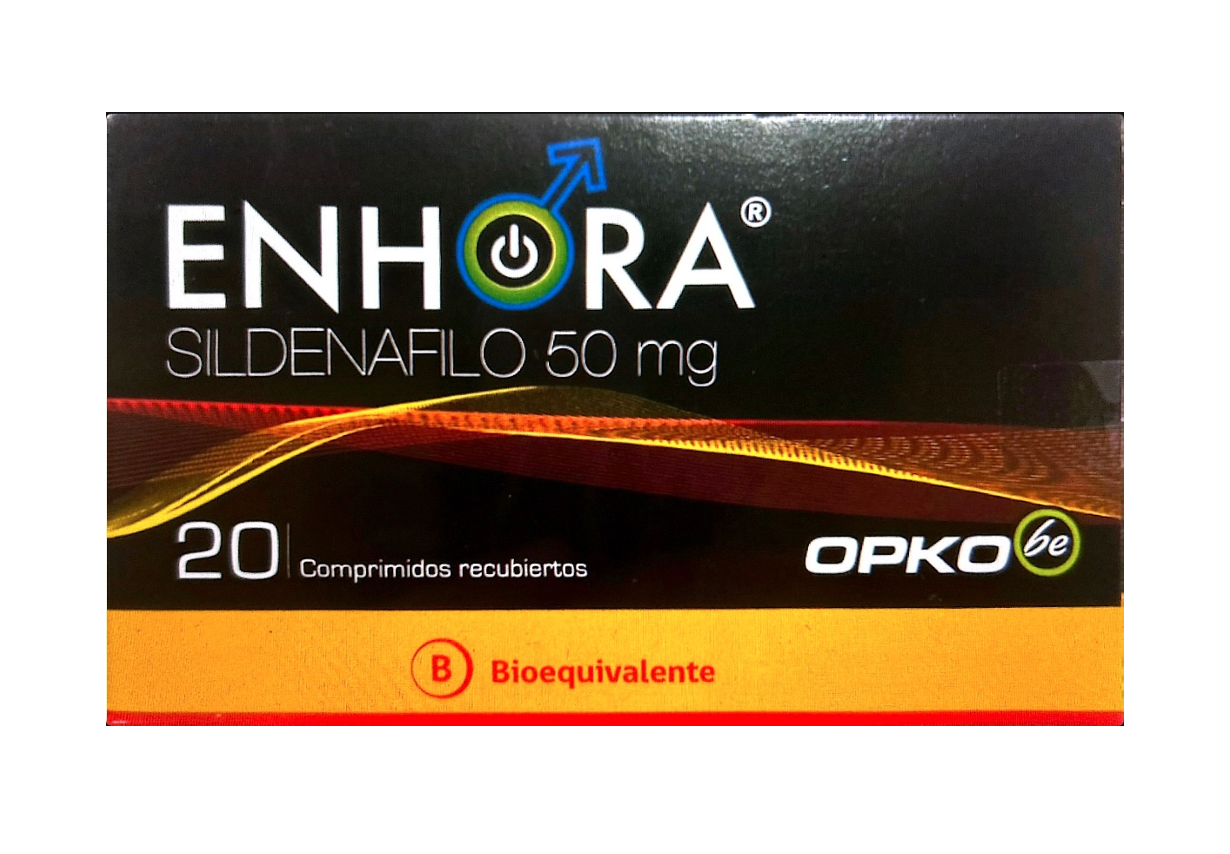 ENHORA®
SILDENAFILO 50 mg
20 Comprimidos recubiertos
OPKO be
B Bioequivalente